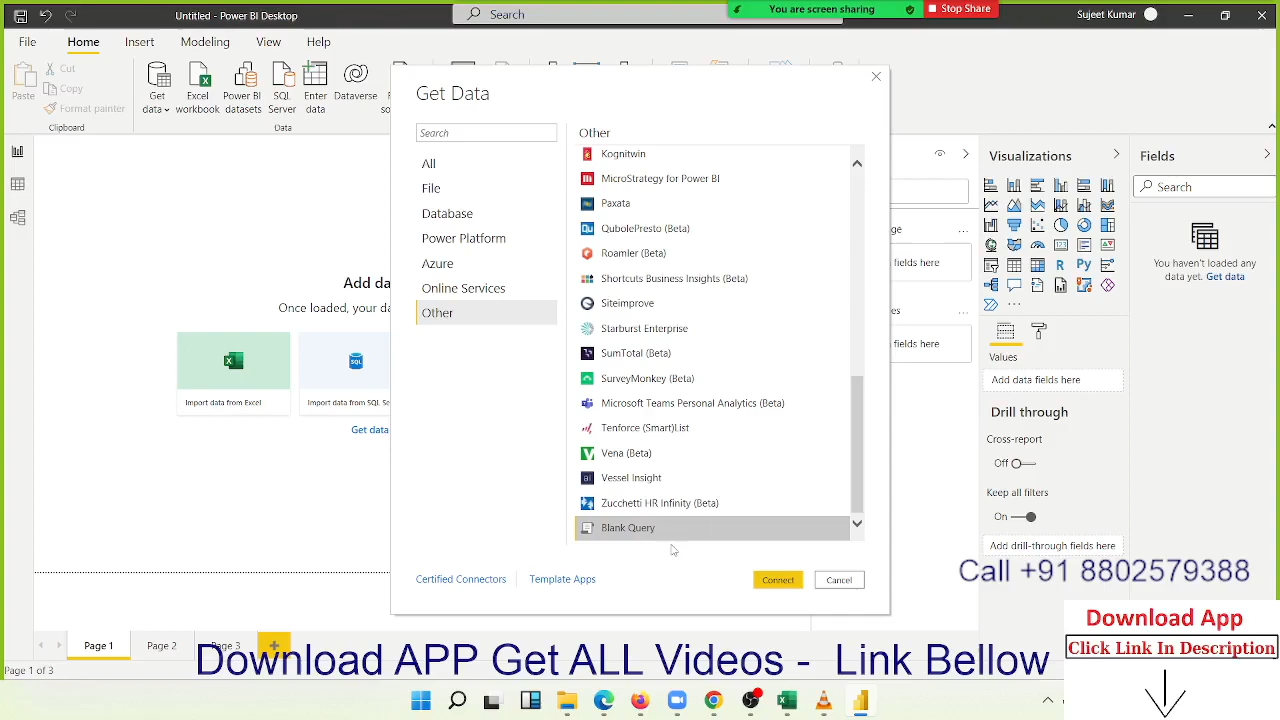 Untitled - Power BI Desktop
Search
You are screen sharing
Stop Share
Sujeet Kumar
File
Home
Insert
Modeling
View
Help
Paste
Cut
Copy
Format painter
Clipboard
Get data
Excel workbook
Power BI datasets
SQL Server
Enter data
Dataverse
Data
Get Data
Search
All
File
Database
Power Platform
Azure
Online Services
Other
Other
Kognitwin
MicroStrategy for Power BI
Paxata
QubolePresto (Beta)
Roamler (Beta)
Shortcuts Business Insights (Beta)
Siteimprove
Starburst Enterprise
SumTotal (Beta)
SurveyMonkey (Beta)
Microsoft Teams Personal Analytics (Beta)
Tenforce (Smart)List
Vena (Beta)
Vessel Insight
Zucchetti HR Infinity (Beta)
Blank Query
Certified Connectors
Template Apps
Connect
Cancel
Add da
Once loaded, your da
Import data from Excel
Import data from SQL Se
Get data
ge
...
ields here
es
...
ields here
Visualizations
Values
Add data fields here
Drill through
Cross-report
Off
Keep all filters
On
Add drill-through fields here
Fields
Search
You haven't loaded any
data yet. Get data
Call +91 8802579388
Download App
Click Link In Description
Page 1
Page 2
Page 3
Download APP Get ALL Videos - Link Bellow
Page 1 of 3